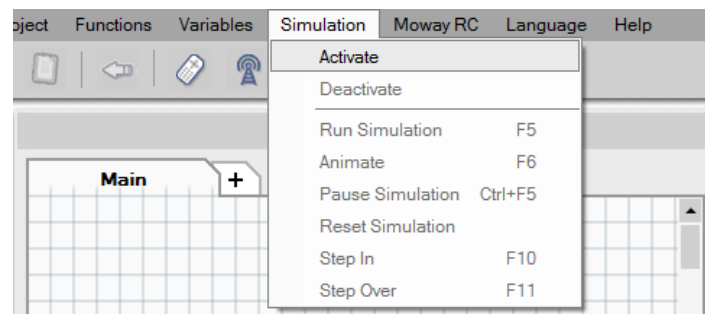 oject Functions Variables Simulation Moway RC Language Help
Activate
Deactivate
Run Simulation F5
Animate F6
Pause Simulation Ctrl+F5
Reset Simulation
Step In F10
Step Over F11
Main +